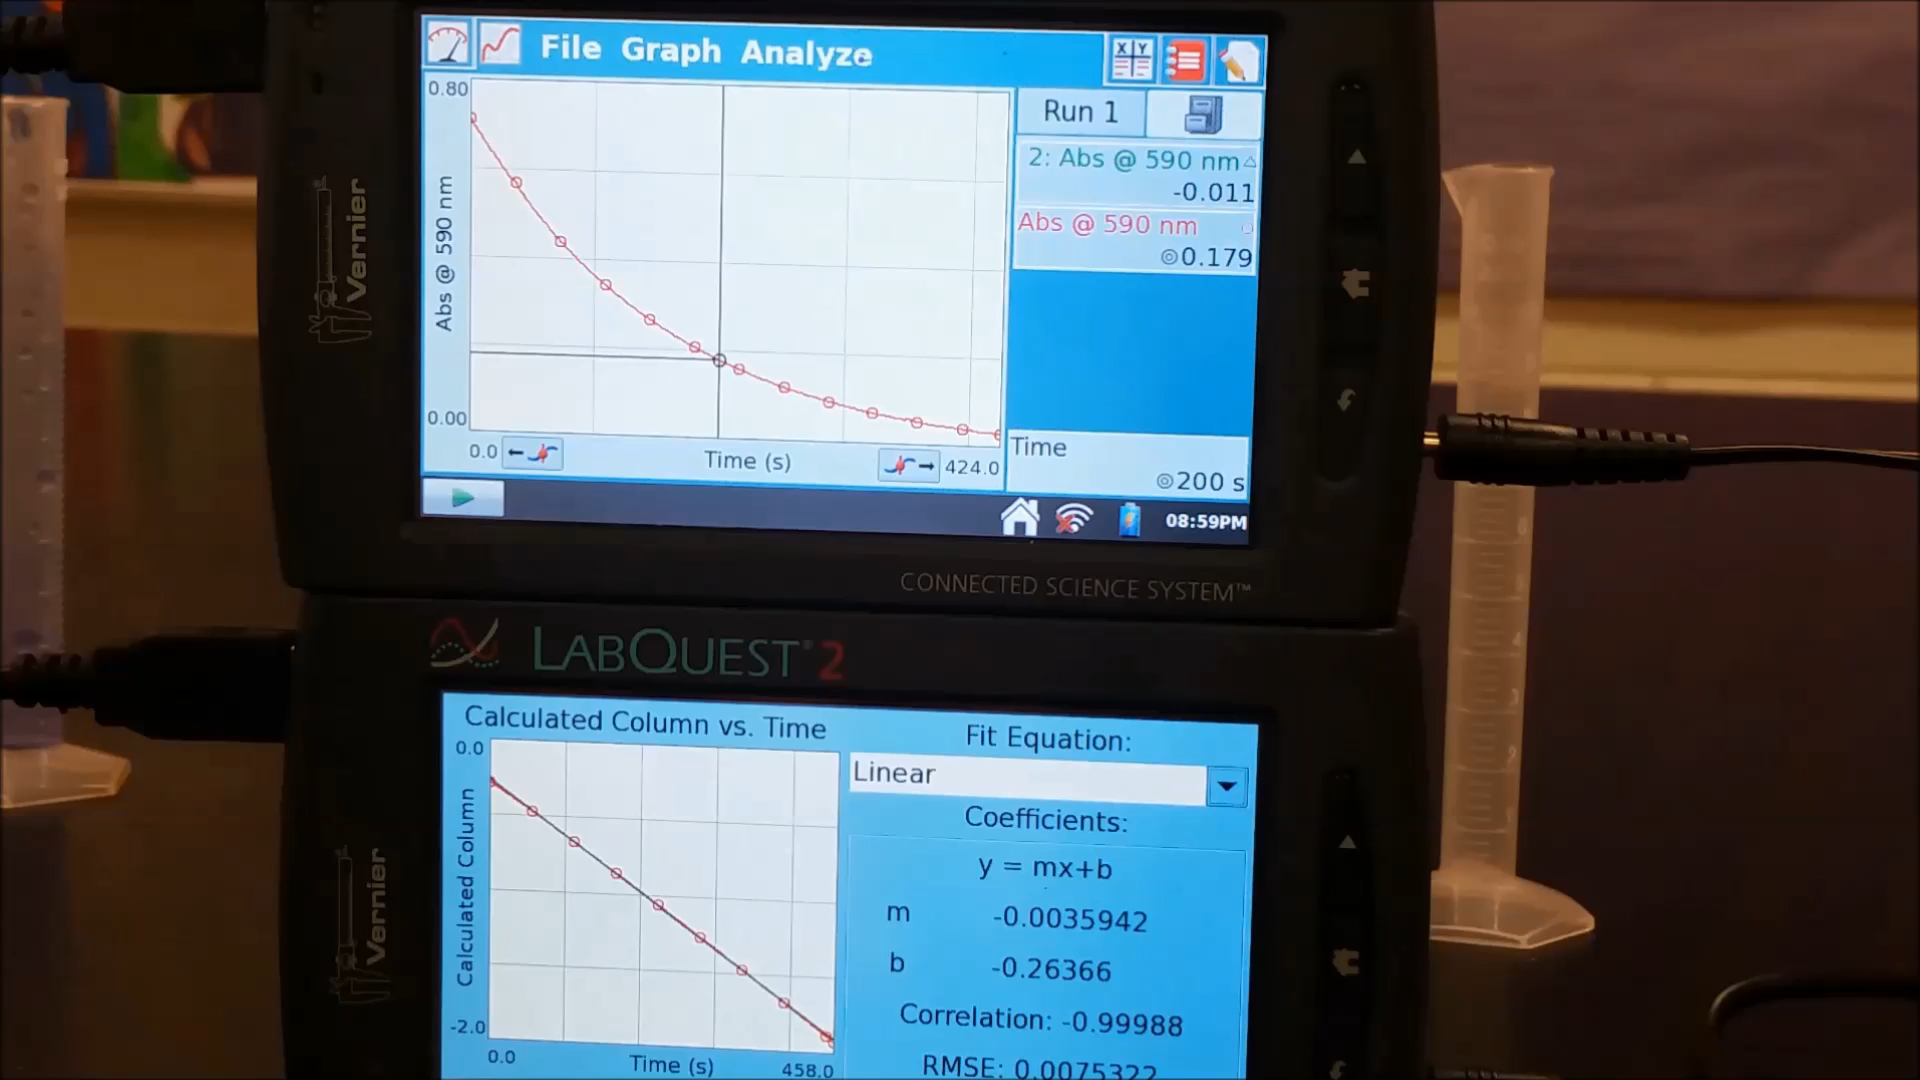 File Graph Analyze
X Y
0.80
Abs @ 590 nm
0.00
0.0
Time (s)
424.0
Run 1
2: Abs @ 590 nm
-0.011
Abs @ 590 nm
0.179
Time
200 s
08:59PM
Vernier
CONNECTED SCIENCE SYSTEM™
LABQUEST® 2
Calculated Column vs. Time
0.0
Calculated Column
-2.0
0.0
Time (s)
458.0
Fit Equation:
Linear
Coefficients:
y = mx+b
m -0.0035942
b -0.26366
Correlation: -0.99988
RMSE: 0.0075322
Vernier